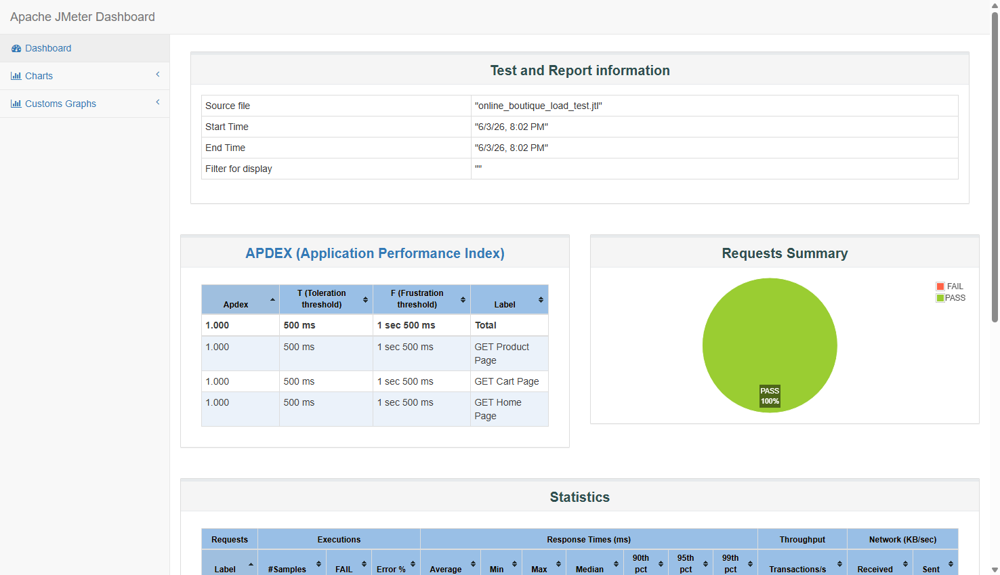 Apache JMeter Dashboard
Dashboard
Charts
Customs Graphs
Test and Report information
Source file "online_boutique_load_test.jtl"
Start Time "6/3/26, 8:02 PM"
End Time "6/3/26, 8:02 PM"
Filter for display ""
APDEX (Application Performance Index)
Apdex T (Toleration threshold) F (Frustration threshold) Label
1.000 500 ms 1 sec 500 ms Total
1.000 500 ms 1 sec 500 ms GET Product Page
1.000 500 ms 1 sec 500 ms GET Cart Page
1.000 500 ms 1 sec 500 ms GET Home Page
Requests Summary
FAIL
PASS
PASS
100%
Statistics
Requests Executions Response Times (ms) Throughput Network (KB/sec)
Label #Samples FAIL Error % Average Min Max Median 90th pct 95th pct 99th pct Transactions/s Received Sent